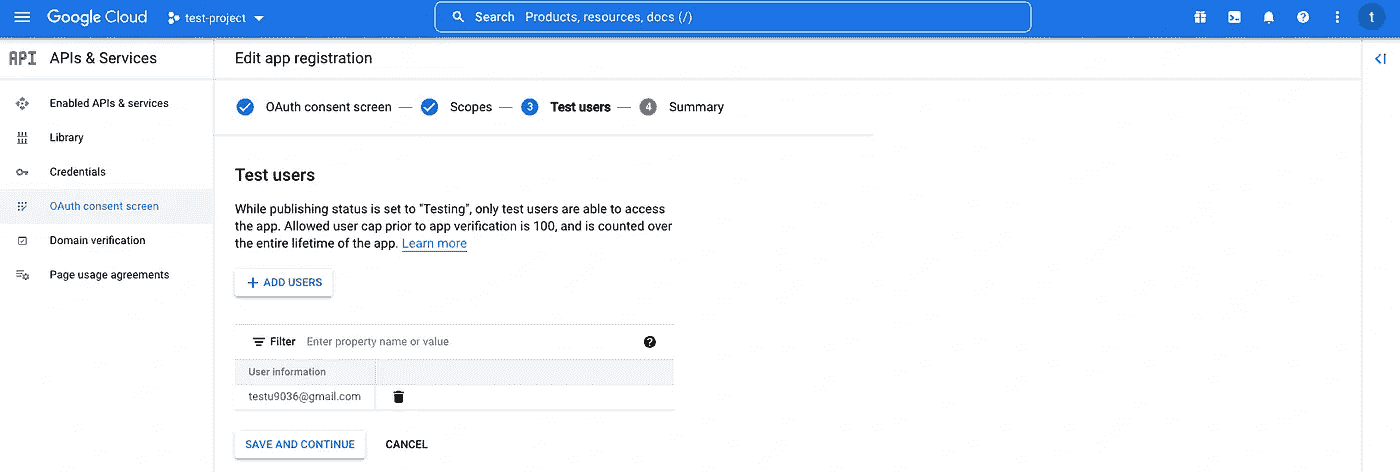 Google Cloud test-project Search Products, resources, docs (/) t
API APIs & Services
Edit app registration
Enabled APIs & services
Library
Credentials
OAuth consent screen
Domain verification
Page usage agreements
OAuth consent screen — Scopes — 3 Test users — 4 Summary
Test users
While publishing status is set to "Testing", only test users are able to access
the app. Allowed user cap prior to app verification is 100, and is counted over
the entire lifetime of the app. Learn more
+ ADD USERS
Filter Enter property name or value
User information
testu9036@gmail.com
SAVE AND CONTINUE CANCEL